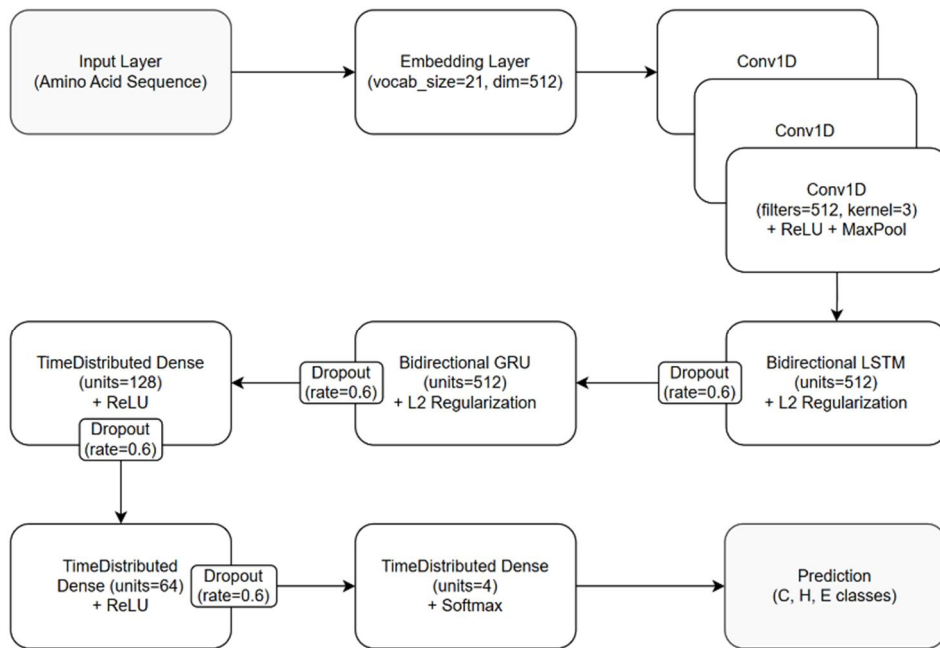 Input Layer
(Amino Acid Sequence)
Embedding Layer
(vocab_size=21, dim=512)
Conv1D
Conv1D
Conv1D
(filters=512, kernel=3)
+ ReLU + MaxPool
Bidirectional LSTM
(units=512)
+ L2 Regularization
Dropout
(rate=0.6)
Bidirectional GRU
(units=512)
+ L2 Regularization
Dropout
(rate=0.6)
TimeDistributed Dense
(units=128)
+ ReLU
Dropout
(rate=0.6)
TimeDistributed
Dense (units=64)
+ ReLU
Dropout
(rate=0.6)
TimeDistributed Dense
(units=4)
+ Softmax
Prediction
(C, H, E classes)